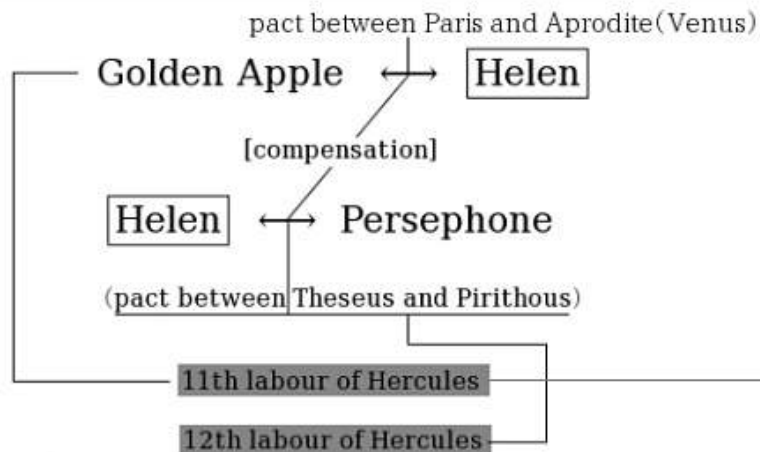 pact between Paris and Aprodite(Venus)
Golden Apple Helen
[compensation]
Helen Persephone
(pact between Theseus and Pirithous)
11th labour of Hercules
12th labour of Hercules